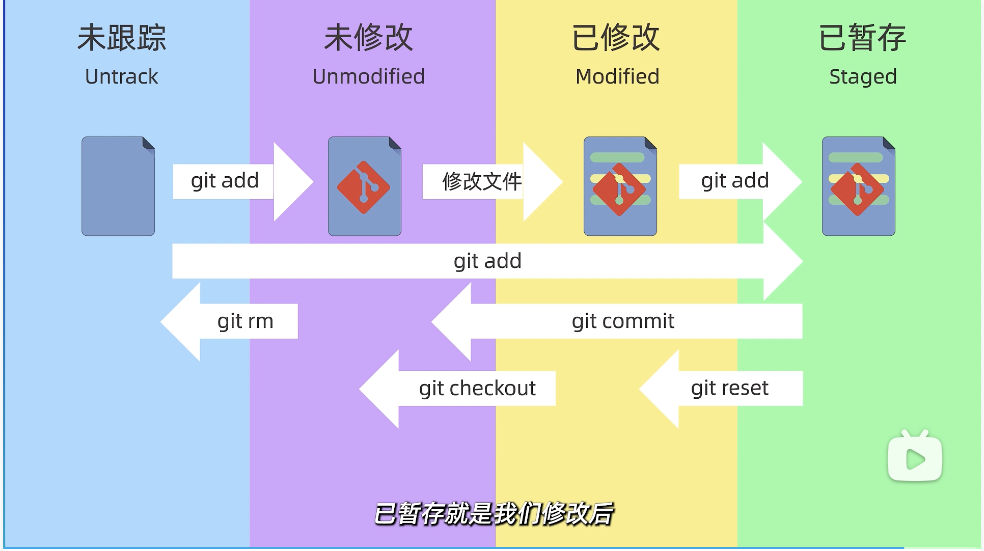 未跟踪
Untrack
未修改
Unmodified
已修改
Modified
已暂存
Staged
git add
修改文件
git add
git add
git rm
git commit
git checkout
git reset
已暂存就是我们修改后